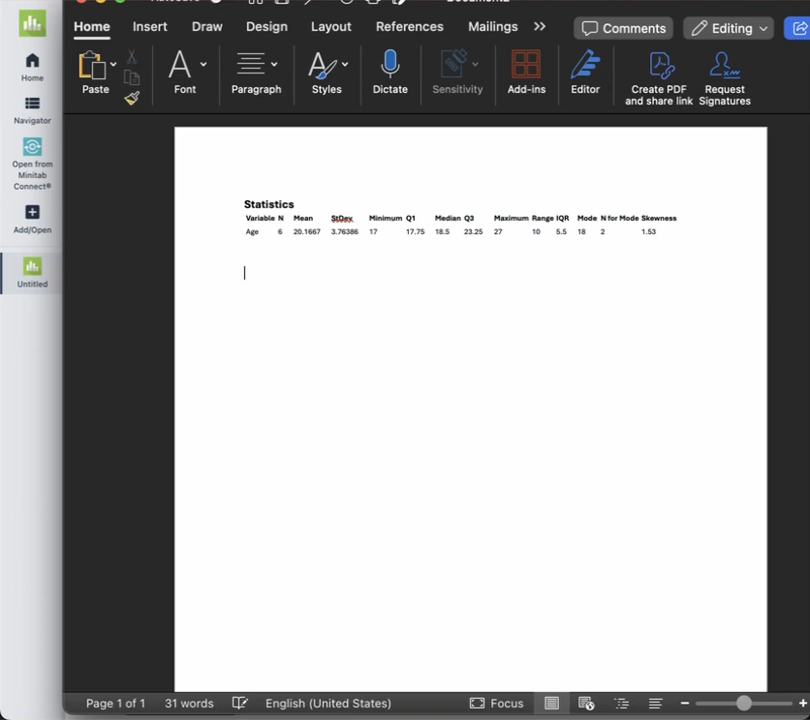 Home Insert Draw Design Layout References Mailings >> Comments Editing
Paste Font Paragraph Styles Dictate Sensitivity Add-ins Editor Create PDF and share link Request Signatures
Home
Navigator
Open from
Minitab
Connect®
Add/Open
Untitled
Statistics
Variable N Mean StDev Minimum Q1 Median Q3 Maximum Range IQR Mode N for Mode Skewness
Age 6 20.1667 3.76386 17 17.75 18.5 23.25 27 10 5.5 18 2 1.53
Page 1 of 1 31 words English (United States) Focus